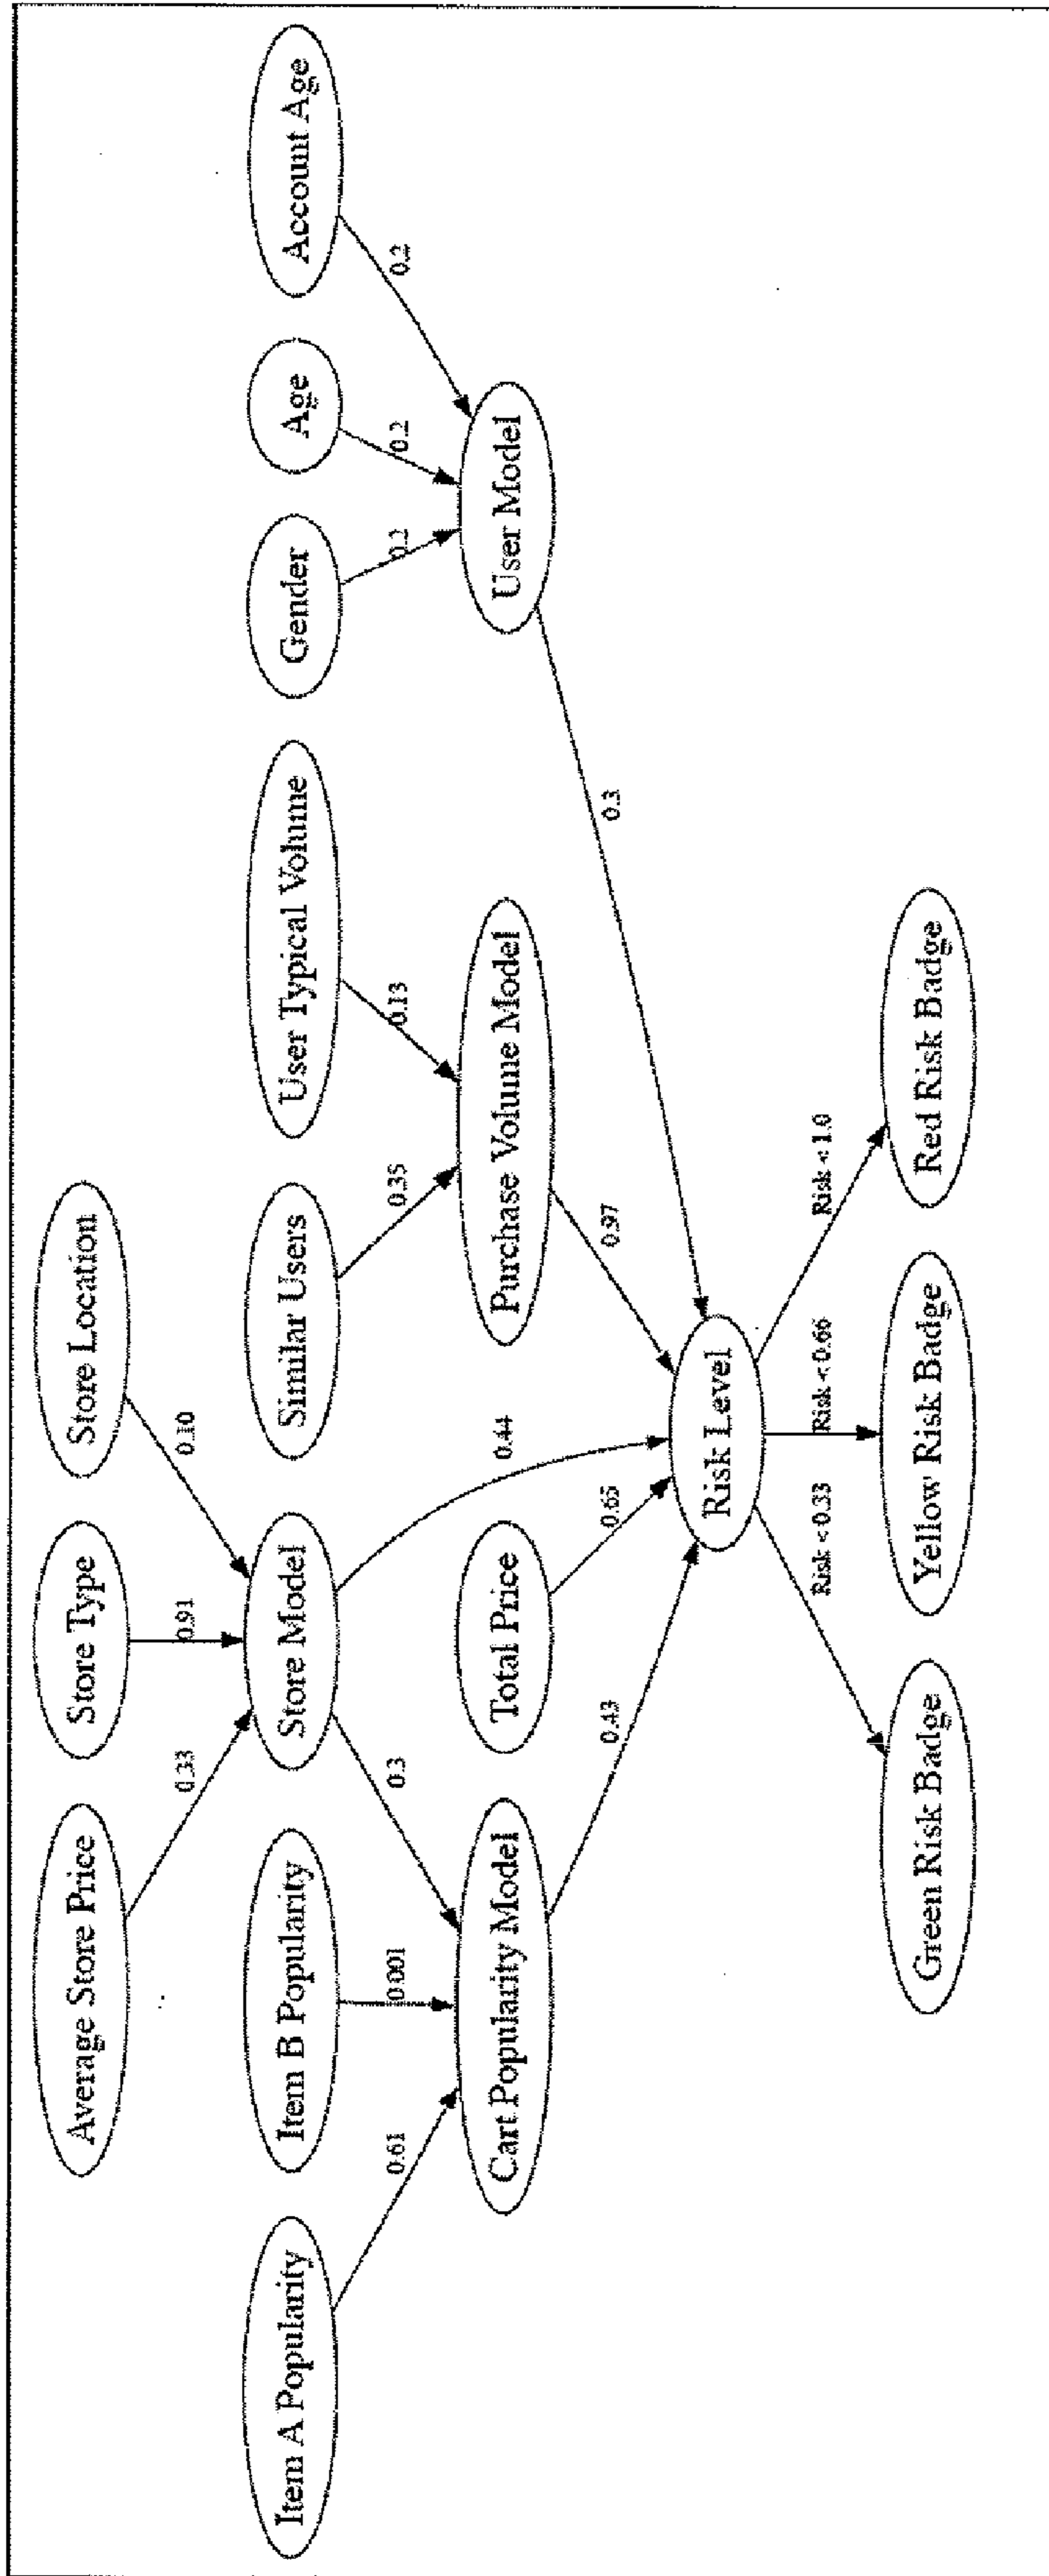 Average Store Price
Store Type
Store Location
0.33
0.91
0.10
Item A Popularity
Item B Popularity
Store Model
Similar Users
User Typical Volume
Gender
Age
Account Age
0.61
0.001
0.3
0.44
0.35
0.13
0.2
0.2
0.2
Cart Popularity Model
Total Price
Purchase Volume Model
User Model
0.43
0.65
0.97
0.3
Risk Level
Risk < 0.33
Risk < 0.66
Risk < 1.0
Green Risk Badge
Yellow Risk Badge
Red Risk Badge